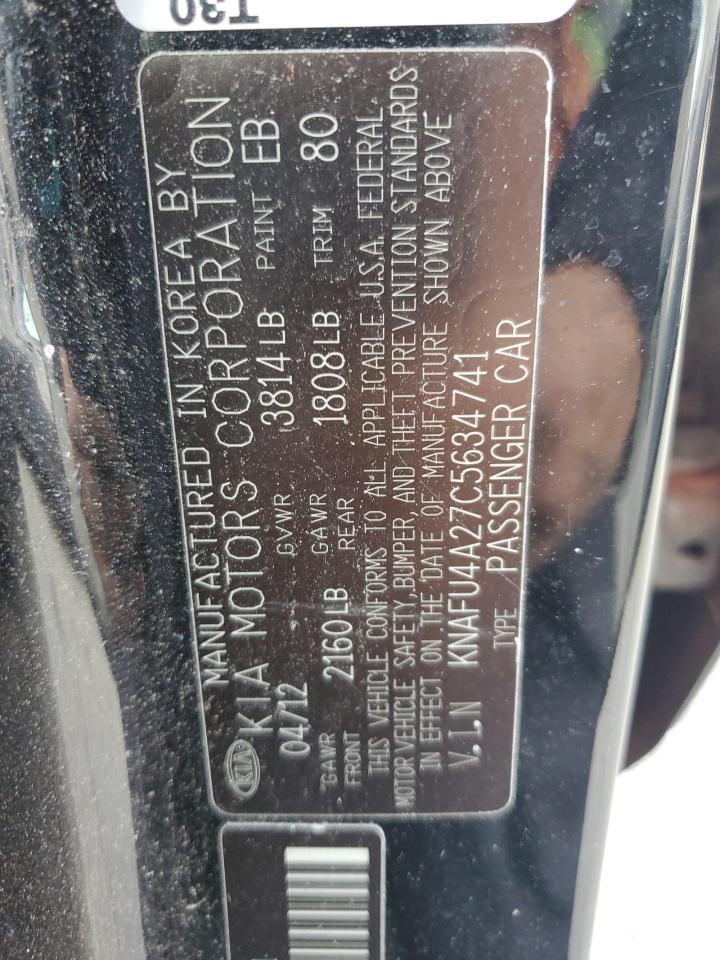 T30
MANUFACTURED IN KOREA BY
KIA KIA MOTORS CORPORATION
04/12 GVWR 3814LB PAINT EB
GAWR FRONT 2160LB GAWR REAR 1808LB TRIM 80
THIS VEHICLE CONFORMS TO ALL APPLICABLE U.S.A. FEDERAL
MOTOR VEHICLE SAFETY, BUMPER, AND THEFT PREVENTION STANDARDS
IN EFFECT ON THE DATE OF MANUFACTURE SHOWN ABOVE
V.I.N KNAFU4A27C5634741
TYPE PASSENGER CAR